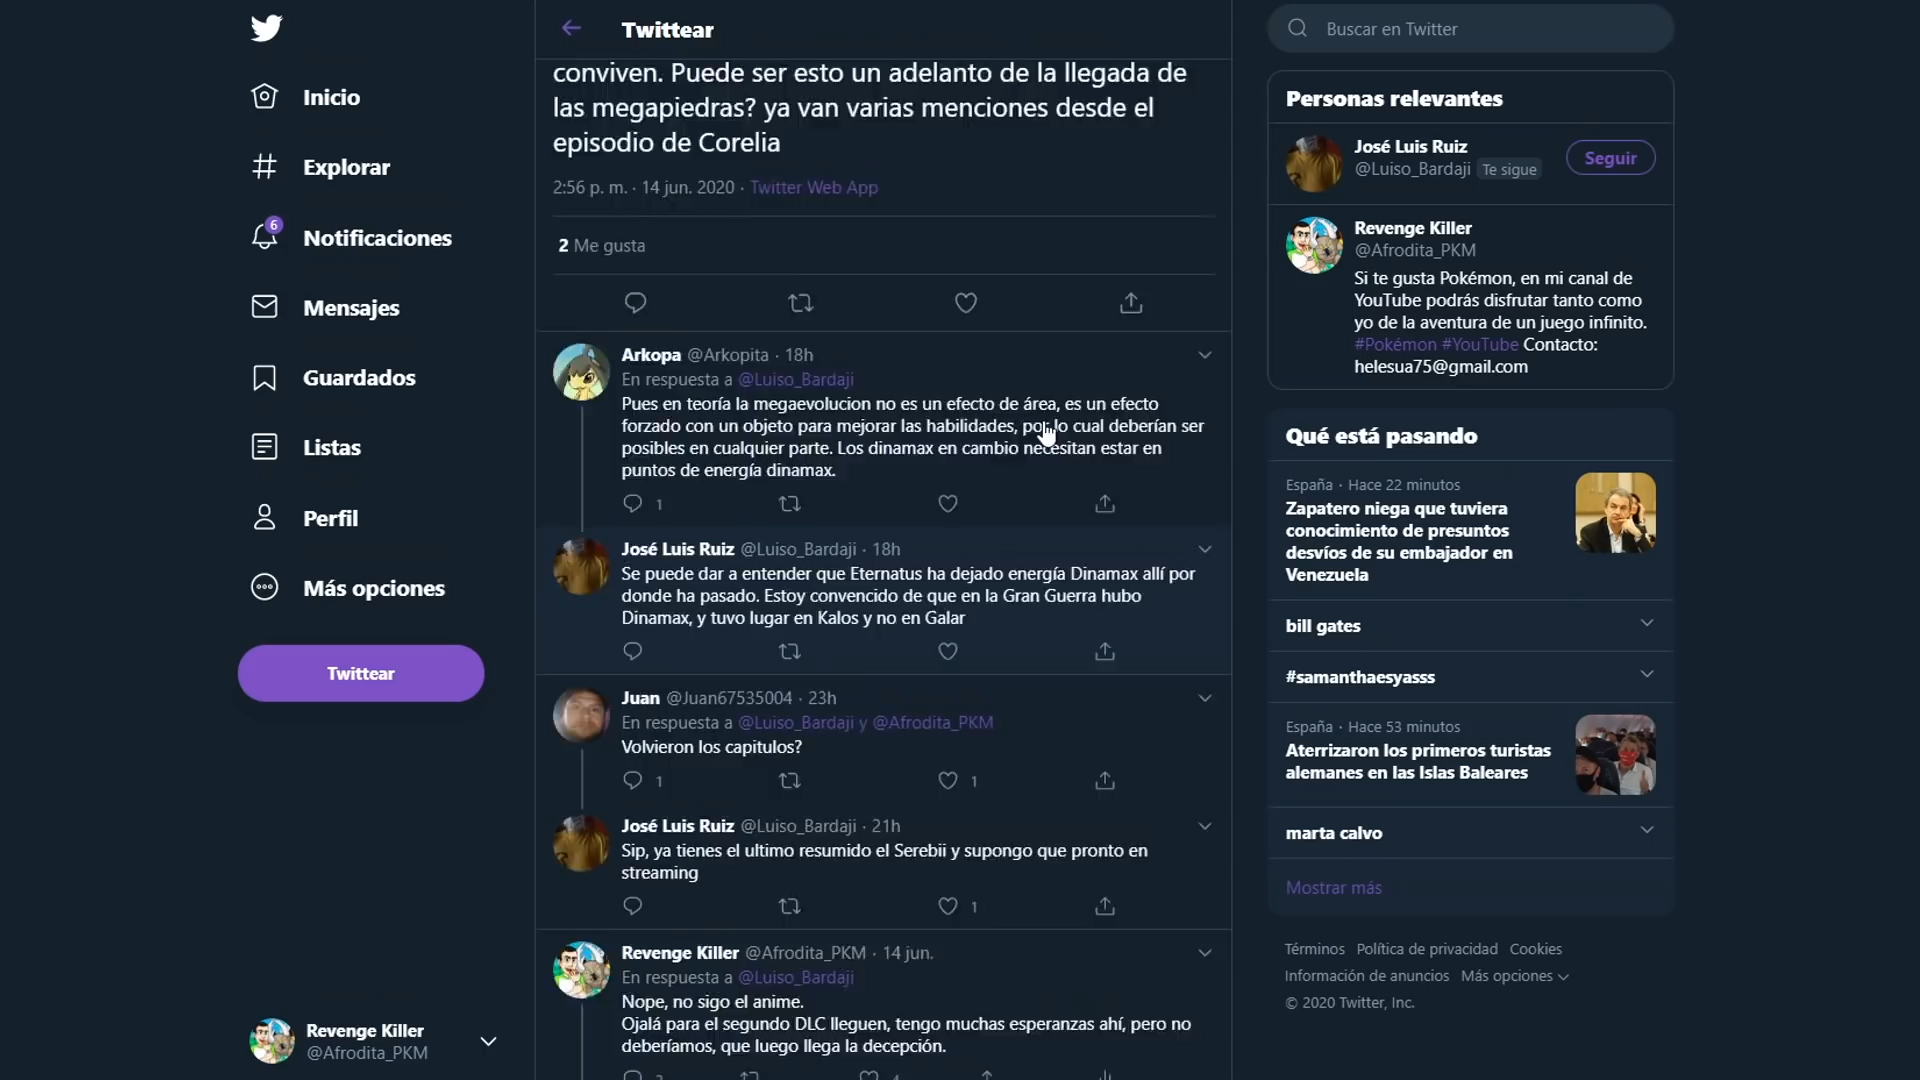 Inicio
Explorar
6
Notificaciones
Mensajes
Guardados
Listas
Perfil
Más opciones
Twittear
Revenge Killer
@Afrodita_PKM
Twittear
conviven. Puede ser esto un adelanto de la llegada de
las megapiedras? ya van varias menciones desde el
episodio de Corelia
2:56 p. m. · 14 jun. 2020 · Twitter Web App
2 Me gusta
Arkopa @Arkopita · 18h
En respuesta a @Luiso_Bardaji
Pues en teoría la megaevolucion no es un efecto de área, es un efecto
forzado con un objeto para mejorar las habilidades, por lo cual deberían ser
posibles en cualquier parte. Los dinamax en cambio necesitan estar en
puntos de energía dinamax.
1
José Luis Ruiz @Luiso_Bardaji · 18h
Se puede dar a entender que Eternatus ha dejado energía Dinamax allí por
donde ha pasado. Estoy convencido de que en la Gran Guerra hubo
Dinamax, y tuvo lugar en Kalos y no en Galar
Juan @Juan67535004 · 23h
En respuesta a @Luiso_Bardaji y @Afrodita_PKM
Volvieron los capitulos?
1 1
José Luis Ruiz @Luiso_Bardaji · 21h
Sip, ya tienes el ultimo resumido el Serebii y supongo que pronto en
streaming
1
Revenge Killer @Afrodita_PKM · 14 jun.
En respuesta a @Luiso_Bardaji
Nope, no sigo el anime.
Ojalá para el segundo DLC lleguen, tengo muchas esperanzas ahí, pero no
deberíamos, que luego llega la decepción.
Buscar en Twitter
Personas relevantes
José Luis Ruiz
@Luiso_Bardaji Te sigue
Seguir
Revenge Killer
@Afrodita_PKM
Si te gusta Pokémon, en mi canal de
YouTube podrás disfrutar tanto como
yo de la aventura de un juego infinito.
#Pokémon #YouTube Contacto:
helesua75@gmail.com
Qué está pasando
España · Hace 22 minutos
Zapatero niega que tuviera
conocimiento de presuntos
desvíos de su embajador en
Venezuela
bill gates
#samanthaesyasss
España · Hace 53 minutos
Aterrizaron los primeros turistas
alemanes en las Islas Baleares
marta calvo
Mostrar más
Términos Política de privacidad Cookies
Información de anuncios Más opciones
© 2020 Twitter, Inc.